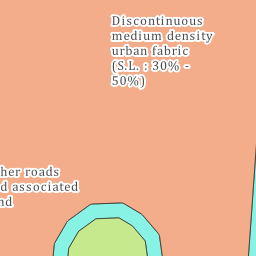 Discontinuous
medium density
urban fabric
(S.L. : 30% -
50%)
her roads
d associated
nd